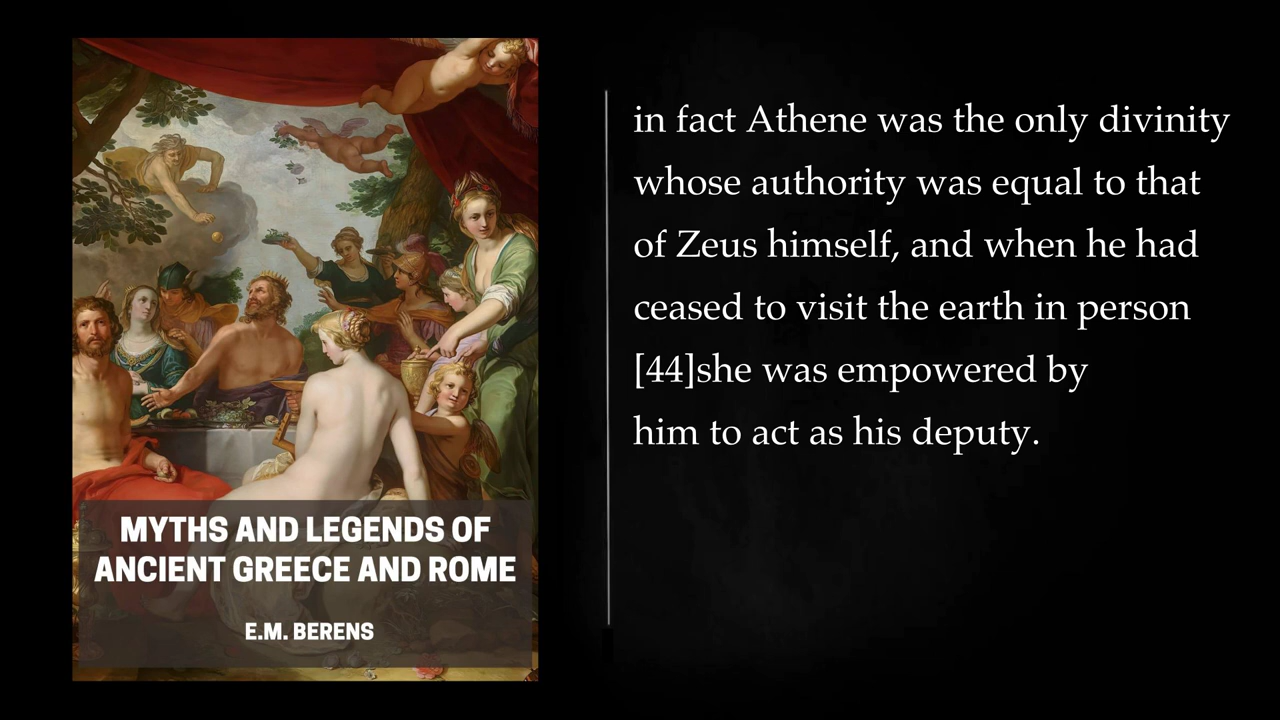 MYTHS AND LEGENDS OF
ANCIENT GREECE AND ROME
E.M. BERENS
in fact Athene was the only divinity
whose authority was equal to that
of Zeus himself, and when he had
ceased to visit the earth in person
[44]she was empowered by
him to act as his deputy.